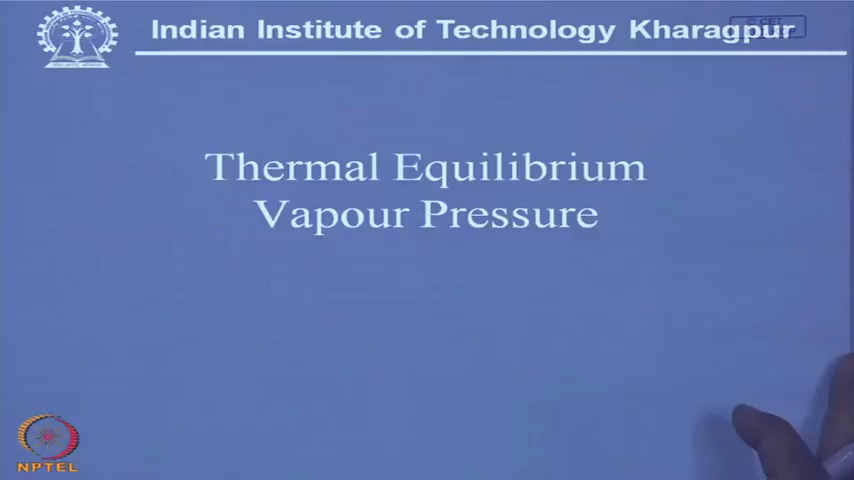 Indian Institute of Technology Kharagpur
Thermal Equilibrium
Vapour Pressure
NPTEL